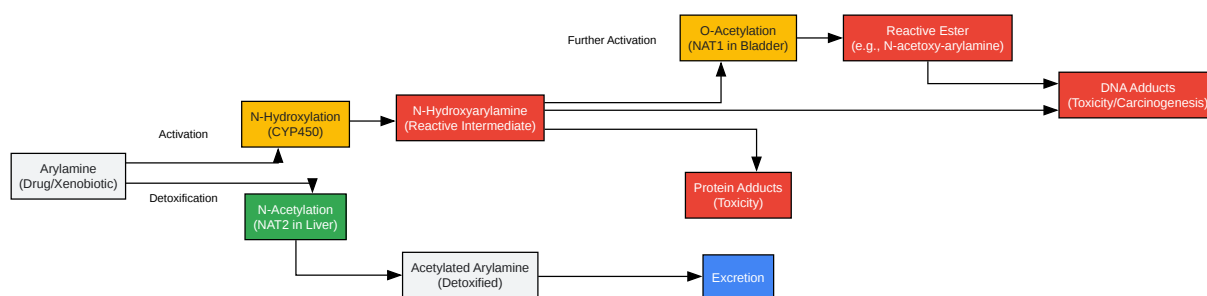 O-Acetylation
(NAT1 in Bladder)
Reactive Ester
(e.g., N-acetoxy-arylamine)
Further Activation
DNA Adducts
(Toxicity/Carcinogenesis)
N-Hydroxylation
(CYP450)
N-Hydroxyarylamine
(Reactive Intermediate)
Activation
Arylamine
(Drug/Xenobiotic)
Detoxification
Protein Adducts
(Toxicity)
N-Acetylation
(NAT2 in Liver)
Acetylated Arylamine
(Detoxified)
Excretion